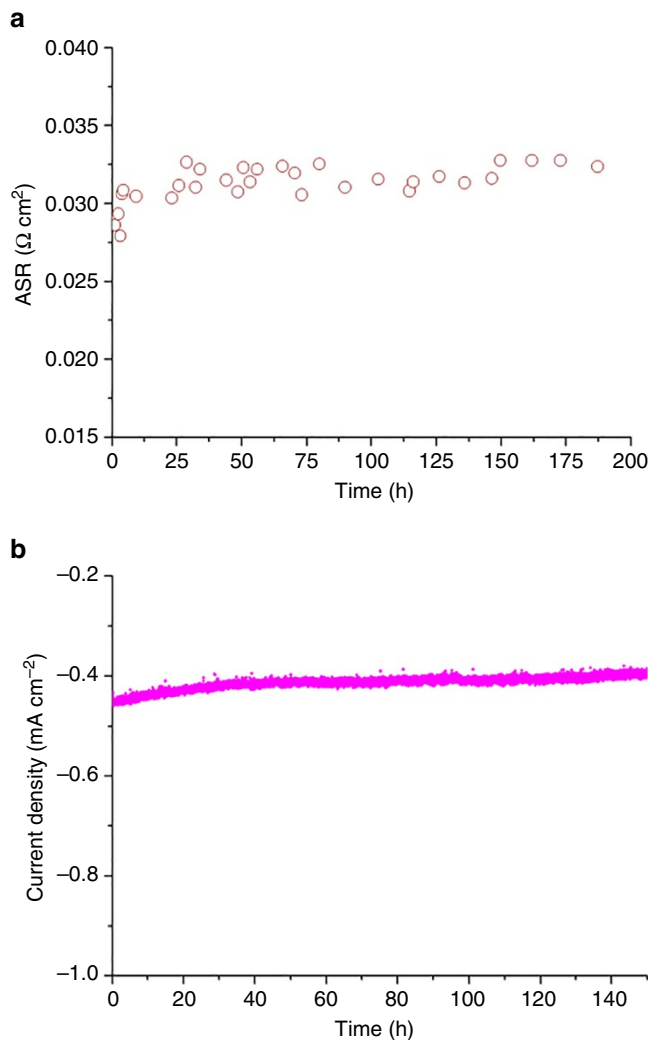 a
0.040
0.035
0.030
0.025
0.020
0.015
ASR (Ω cm²)
0 25 50 75 100 125 150 175 200
Time (h)
b
−0.2
−0.4
−0.6
−0.8
−1.0
Current density (mA cm⁻²)
0 20 40 60 80 100 120 140
Time (h)